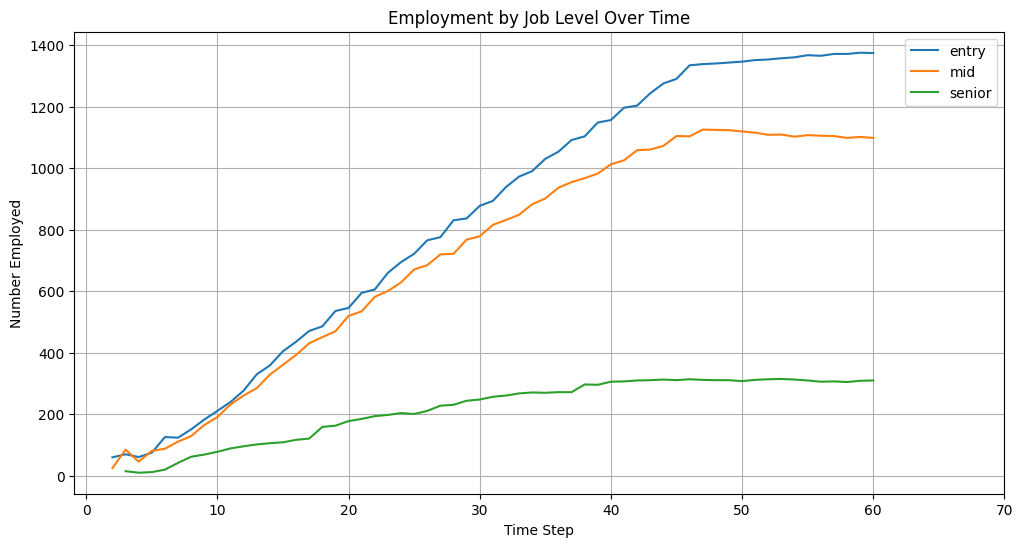 Employment by Job Level Over Time
entry
mid
senior
Number Employed
1400
1200
1000
800
600
400
200
0
0 10 20 30 40 50 60 70
Time Step